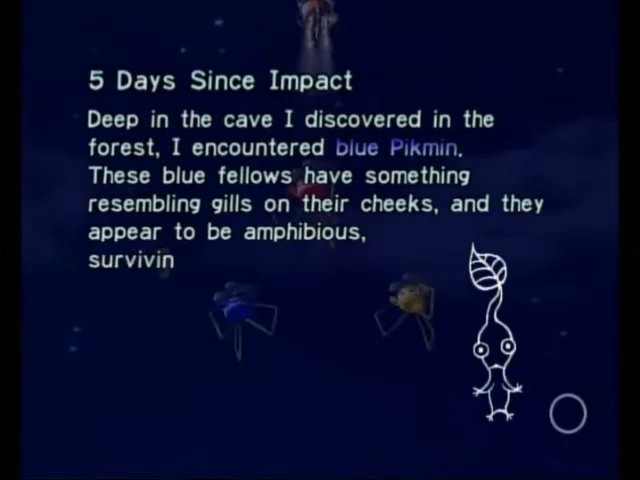 5 Days Since Impact
Deep in the cave I discovered in the
forest, I encountered blue Pikmin.
These blue fellows have something
resembling gills on their cheeks, and they
appear to be amphibious,
survivin